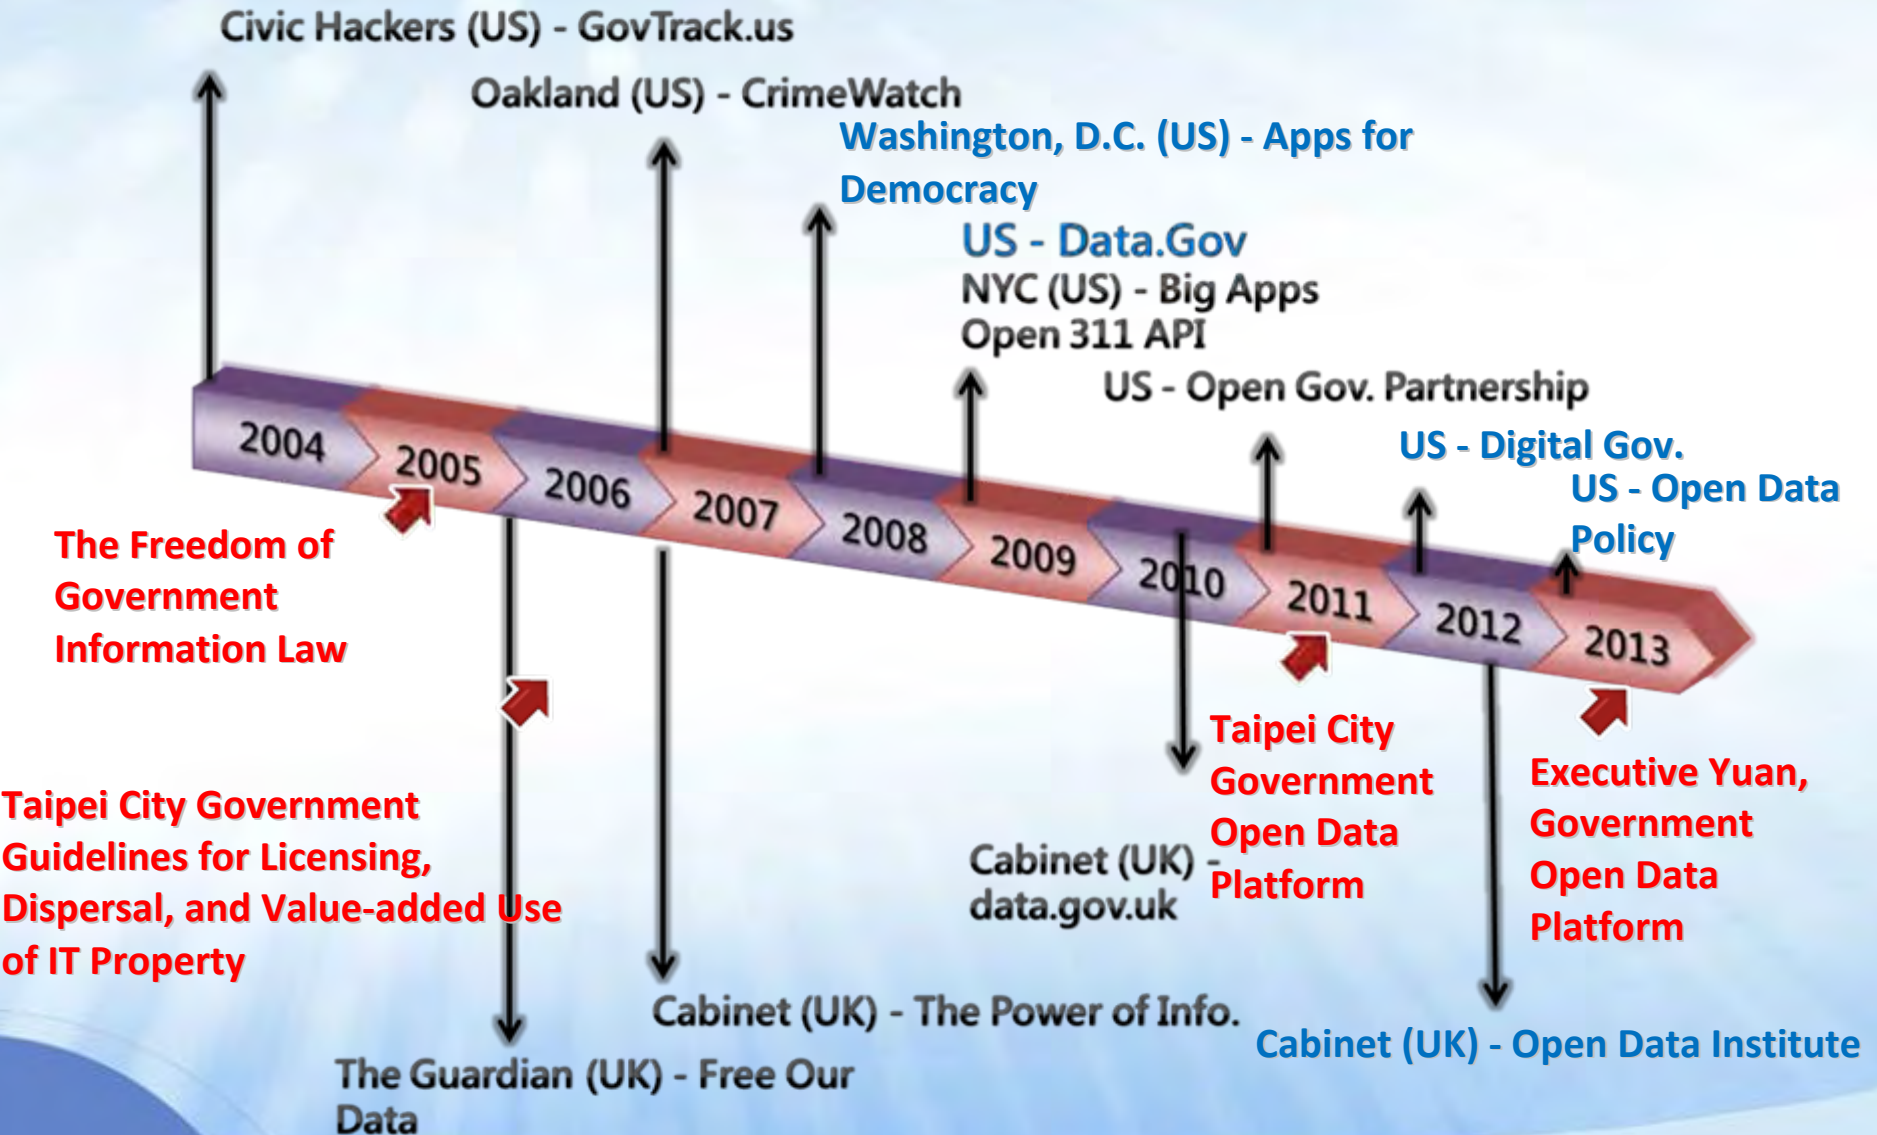 Civic Hackers (US) - GovTrack.us
Oakland (US) - CrimeWatch
Washington, D.C. (US) - Apps for
Democracy
US - Data.Gov
NYC (US) - Big Apps
Open 311 API
US - Open Gov. Partnership
US - Digital Gov.
US - Open Data
Policy
2004
2005
2006
2007
2008
2009
2010
2011
2012
2013
The Freedom of
Government
Information Law
Taipei City Government
Guidelines for Licensing,
Dispersal, and Value-added Use
of IT Property
The Guardian (UK) - Free Our
Data
Cabinet (UK) - The Power of Info.
Cabinet (UK) -
data.gov.uk
Taipei City
Government
Open Data
Platform
Cabinet (UK) - Open Data Institute
Executive Yuan,
Government
Open Data
Platform